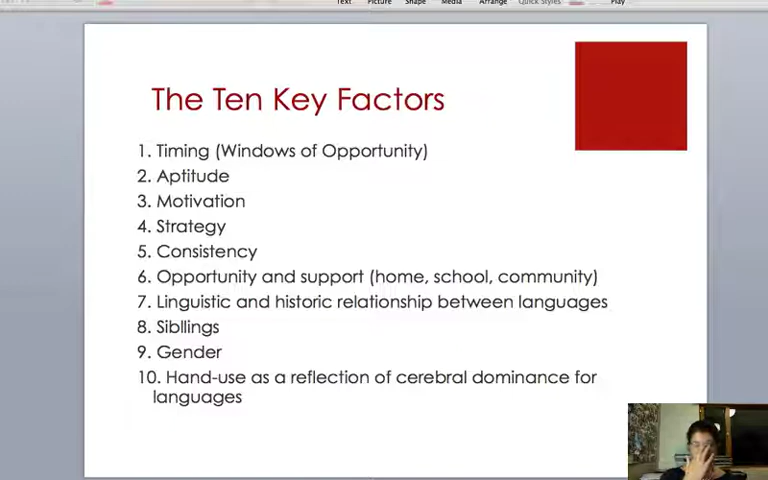 Text Picture Shape Media Arrange Quick Styles Play
The Ten Key Factors
1. Timing (Windows of Opportunity)
2. Aptitude
3. Motivation
4. Strategy
5. Consistency
6. Opportunity and support (home, school, community)
7. Linguistic and historic relationship between languages
8. Sibllings
9. Gender
10. Hand-use as a reflection of cerebral dominance for
languages